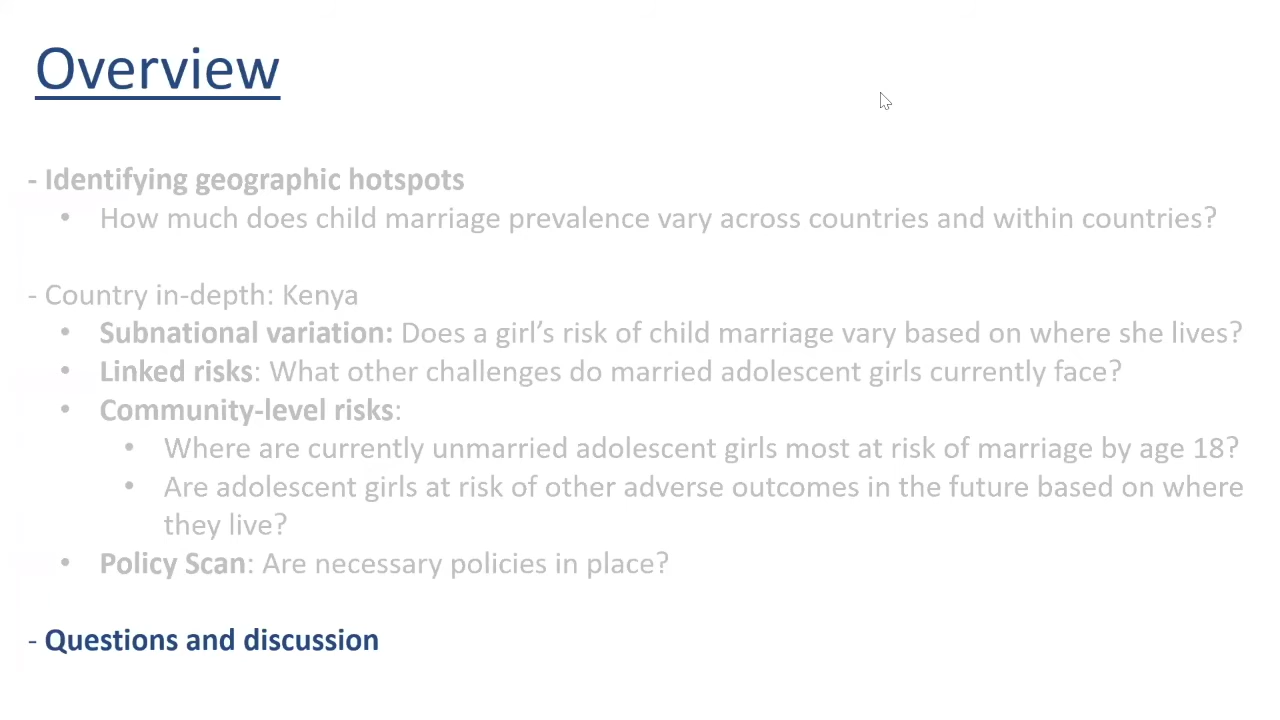 Overview
- Identifying geographic hotspots
• How much does child marriage prevalence vary across countries and within countries?
- Country in-depth: Kenya
• Subnational variation: Does a girl’s risk of child marriage vary based on where she lives?
• Linked risks: What other challenges do married adolescent girls currently face?
• Community-level risks:
• Where are currently unmarried adolescent girls most at risk of marriage by age 18?
• Are adolescent girls at risk of other adverse outcomes in the future based on where
they live?
• Policy Scan: Are necessary policies in place?
- Questions and discussion